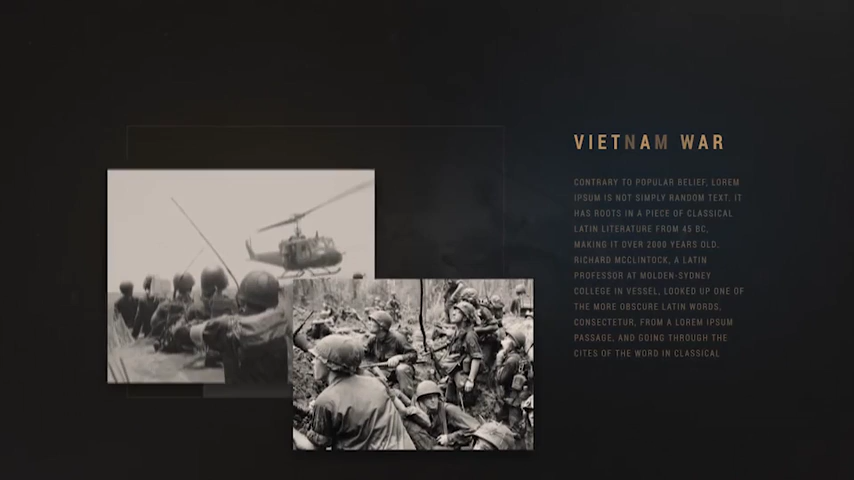 VIETNAM WAR
CONTRARY TO POPULAR BELIEF, LOREM
IPSUM IS NOT SIMPLY RANDOM TEXT. IT
HAS ROOTS IN A PIECE OF CLASSICAL
LATIN LITERATURE FROM 45 BC,
MAKING IT OVER 2000 YEARS OLD.
RICHARD MCCLINTOCK, A LATIN
PROFESSOR AT MOLDEN-SYDNEY
COLLEGE IN VESSEL, LOOKED UP ONE OF
THE MORE OBSCURE LATIN WORDS,
CONSECTETUR, FROM A LOREM IPSUM
PASSAGE, AND GOING THROUGH THE
CITES OF THE WORD IN CLASSICAL